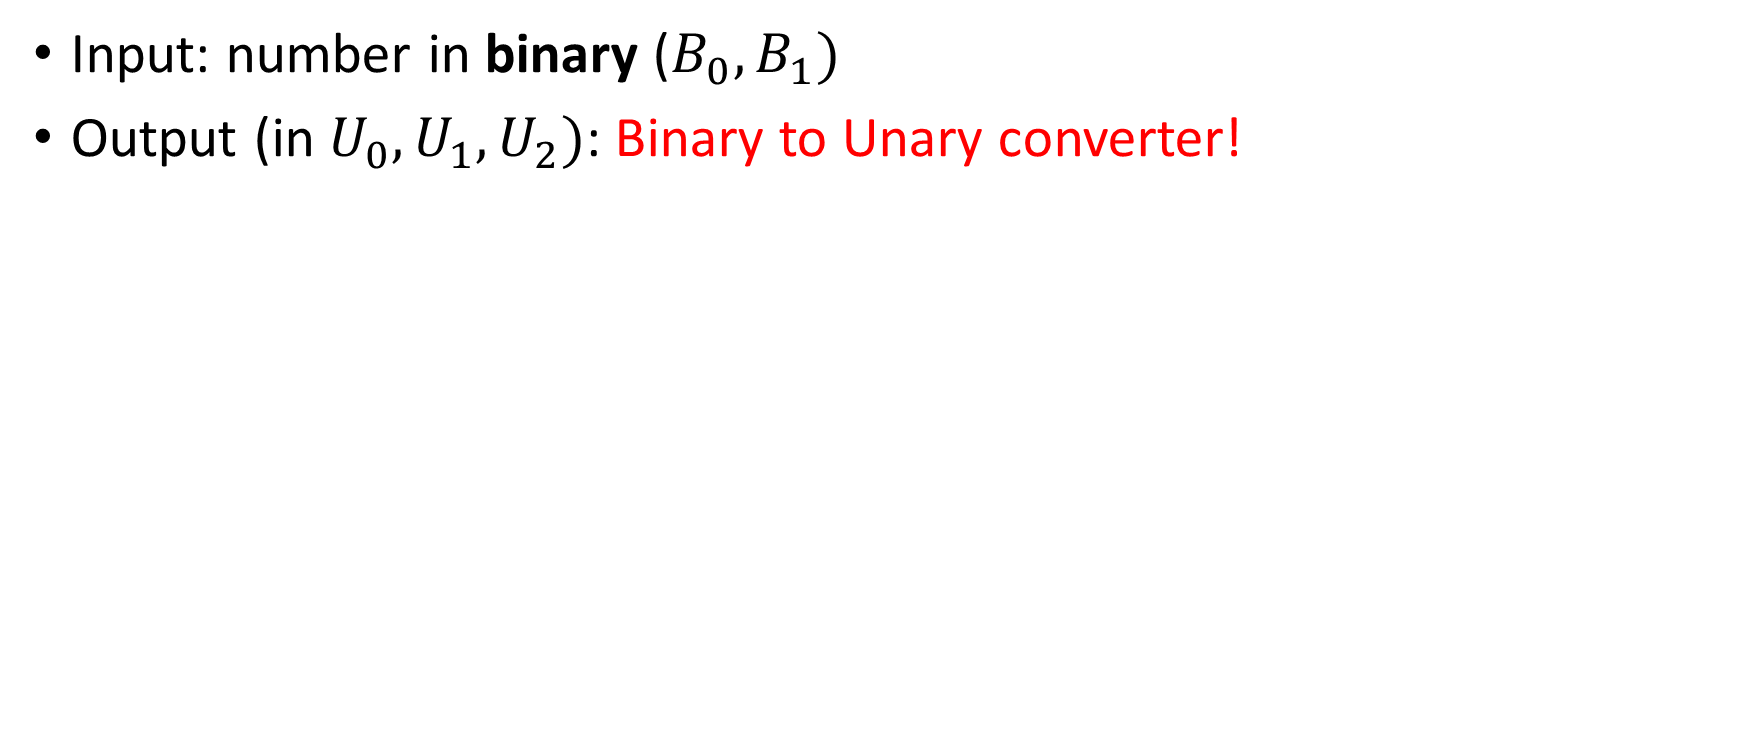 • Input: number in binary (B₀, B₁)
• Output (in U₀, U₁, U₂): Binary to Unary converter!